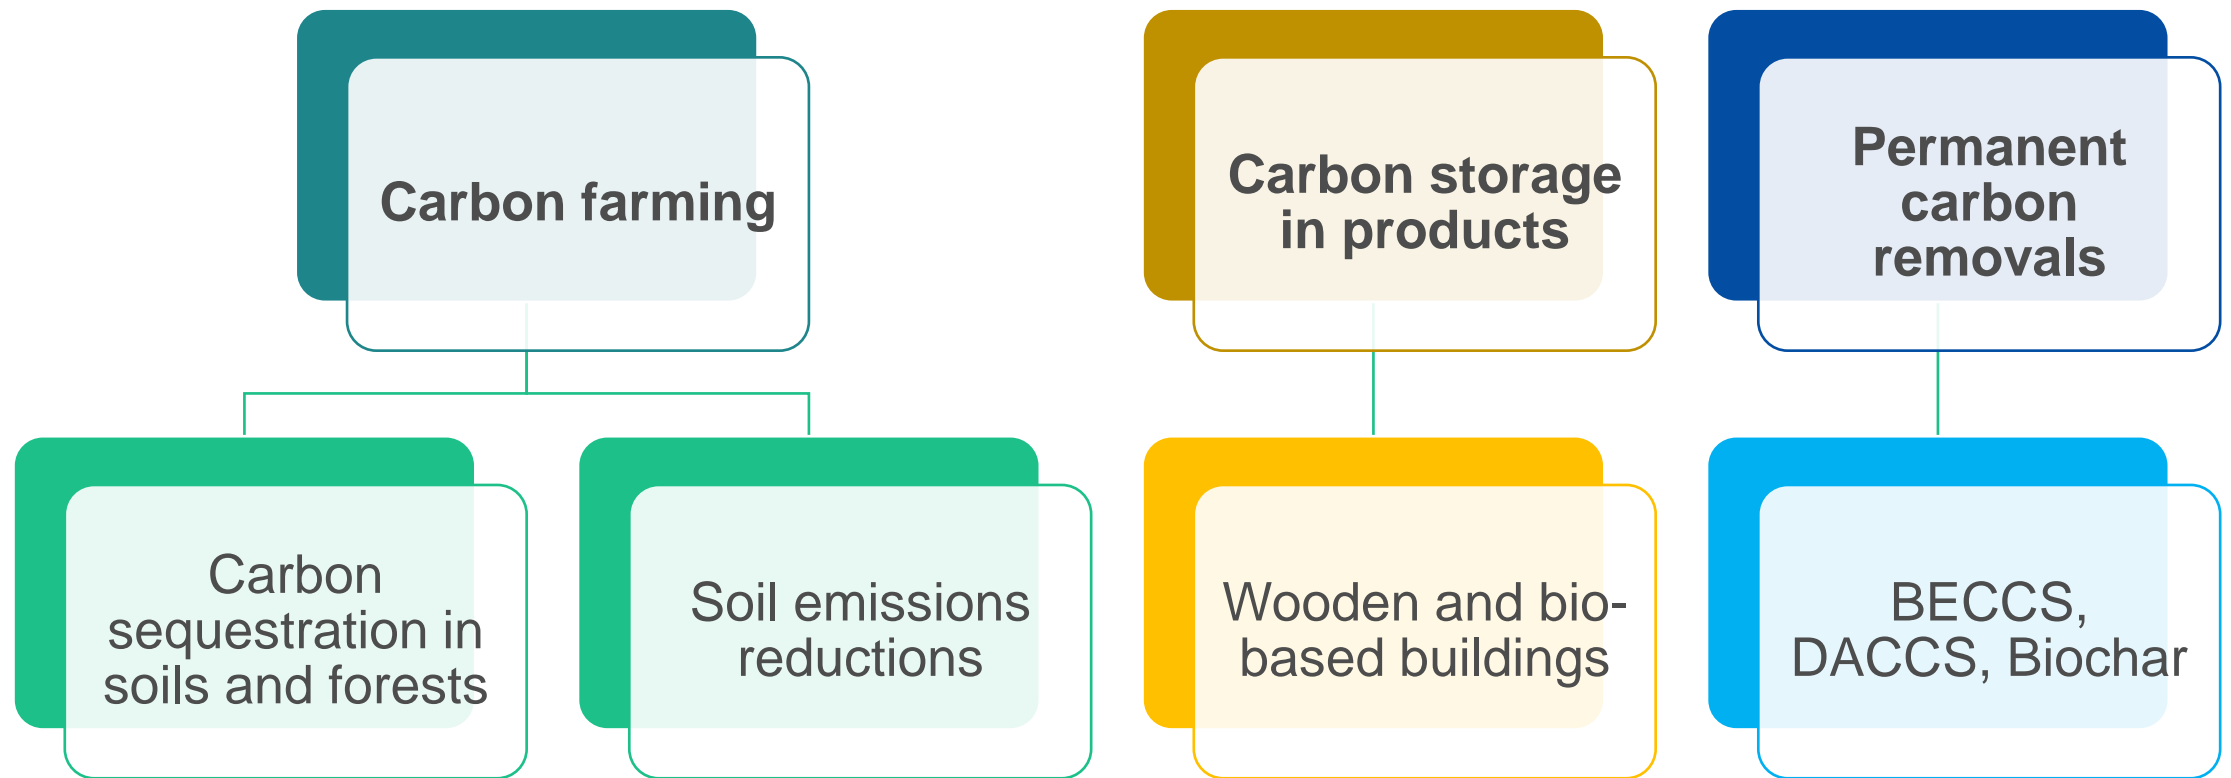 Carbon farming
Carbon storage
in products
Permanent
carbon
removals
Carbon
sequestration in
soils and forests
Soil emissions
reductions
Wooden and bio-
based buildings
BECCS,
DACCS, Biochar